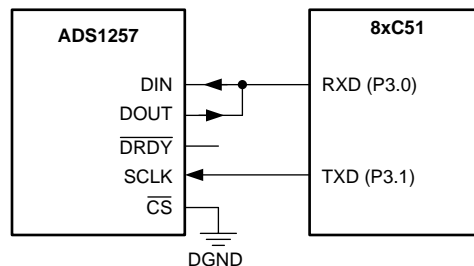 ADS1257
8xC51
DIN
RXD (P3.0)
DOUT
DRDY
SCLK
TXD (P3.1)
CS
DGND